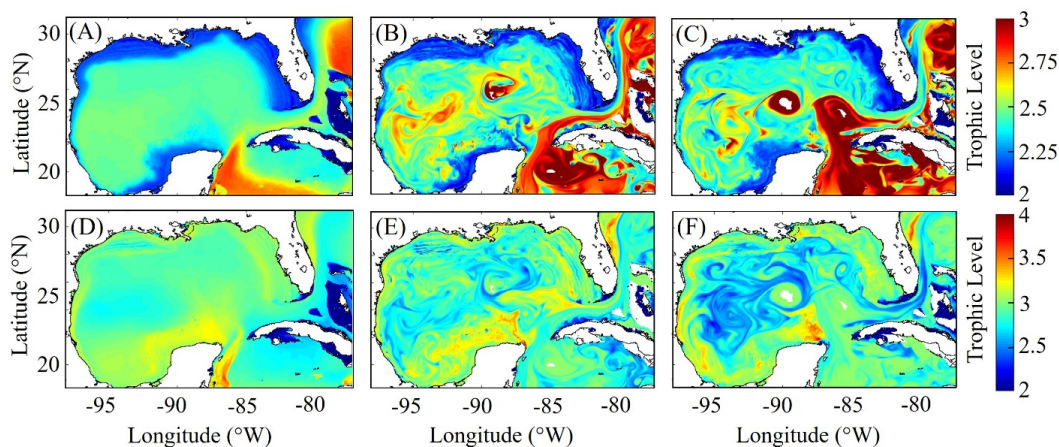 (A) (B) (C)
30 25 20
Latitude (°N)
3 2.75 2.5 2.25 2
Trophic Level
(D) (E) (F)
30 25 20
Latitude (°N)
4 3.5 3 2.5 2
Trophic Level
-95 -90 -85 -80 -95 -90 -85 -80 -95 -90 -85 -80
Longitude (°W) Longitude (°W) Longitude (°W)